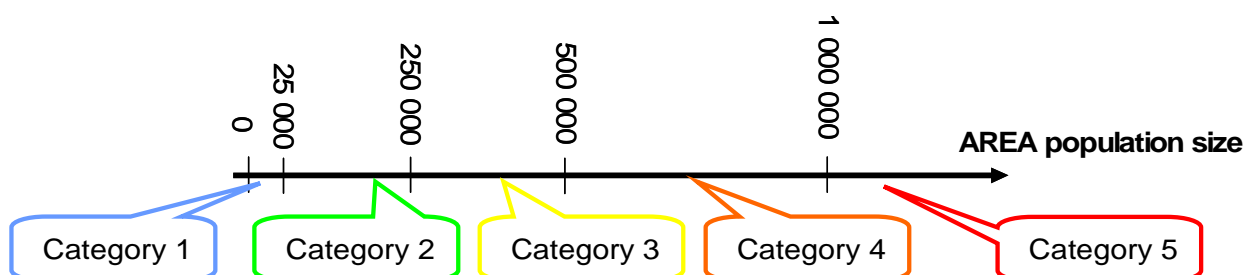 0
25 000
250 000
500 000
1 000 000
AREA population size
Category 1
Category 2
Category 3
Category 4
Category 5